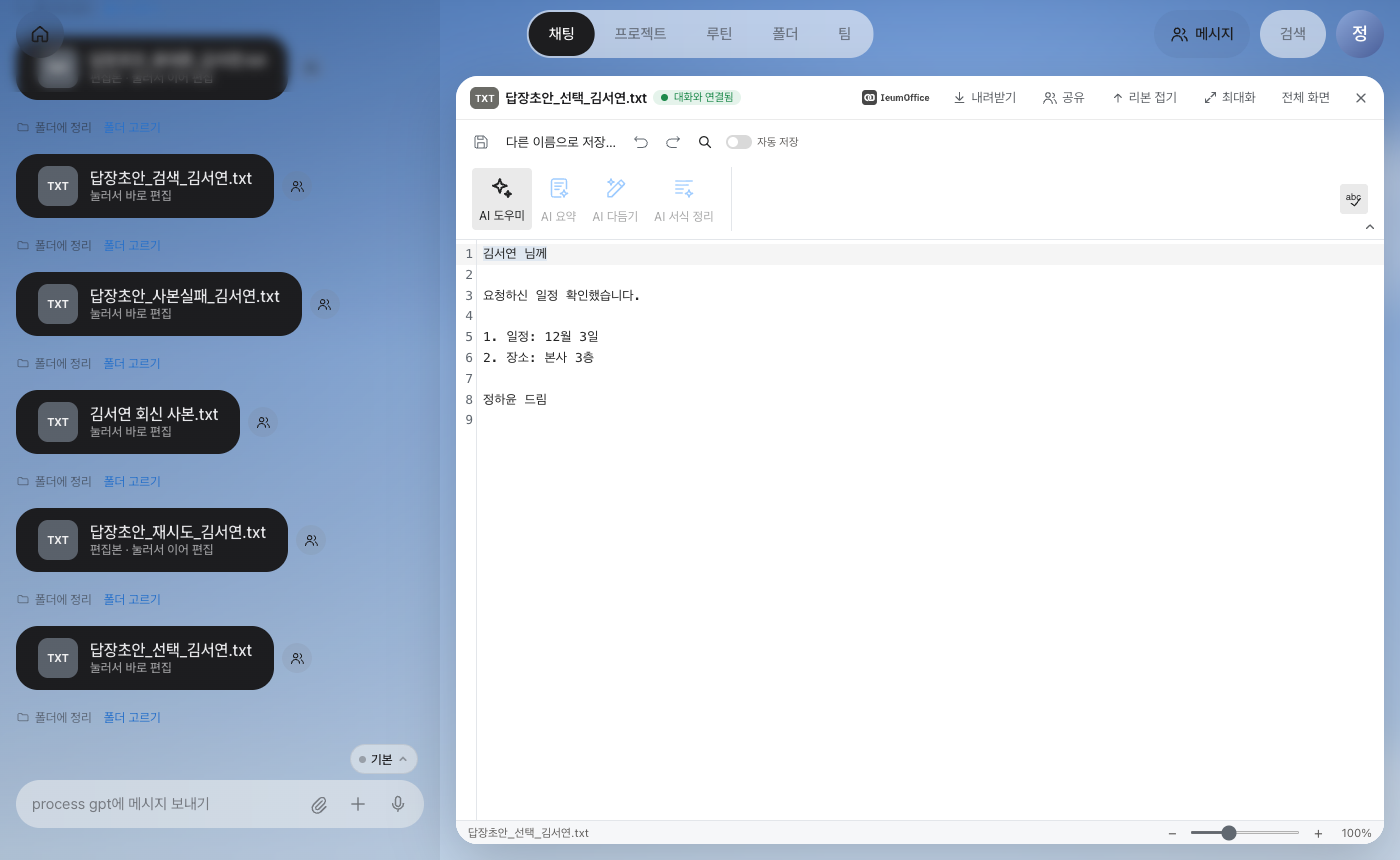 채팅 프로젝트 루틴 폴더 팀
메시지 검색 정
폴더에 정리 폴더 고르기
TXT 답장초안_검색_김서연.txt
눌러서 바로 편집
폴더에 정리 폴더 고르기
TXT 답장초안_사본실패_김서연.txt
눌러서 바로 편집
폴더에 정리 폴더 고르기
TXT 김서연 회신 사본.txt
눌러서 바로 편집
폴더에 정리 폴더 고르기
TXT 답장초안_재시도_김서연.txt
편집본 · 눌러서 이어 편집
폴더에 정리 폴더 고르기
TXT 답장초안_선택_김서연.txt
눌러서 바로 편집
폴더에 정리 폴더 고르기
기본
process gpt에 메시지 보내기
TXT 답장초안_선택_김서연.txt 대화와 연결됨 IeumOffice 내려받기 공유 리본 접기 최대화 전체 화면
다른 이름으로 저장... 자동 저장
AI 도우미 AI 요약 AI 다듬기 AI 서식 정리
abc
1 김서연 님께
2
3 요청하신 일정 확인했습니다.
4
5 1. 일정: 12월 3일
6 2. 장소: 본사 3층
7
8 정하윤 드림
9
답장초안_선택_김서연.txt 100%